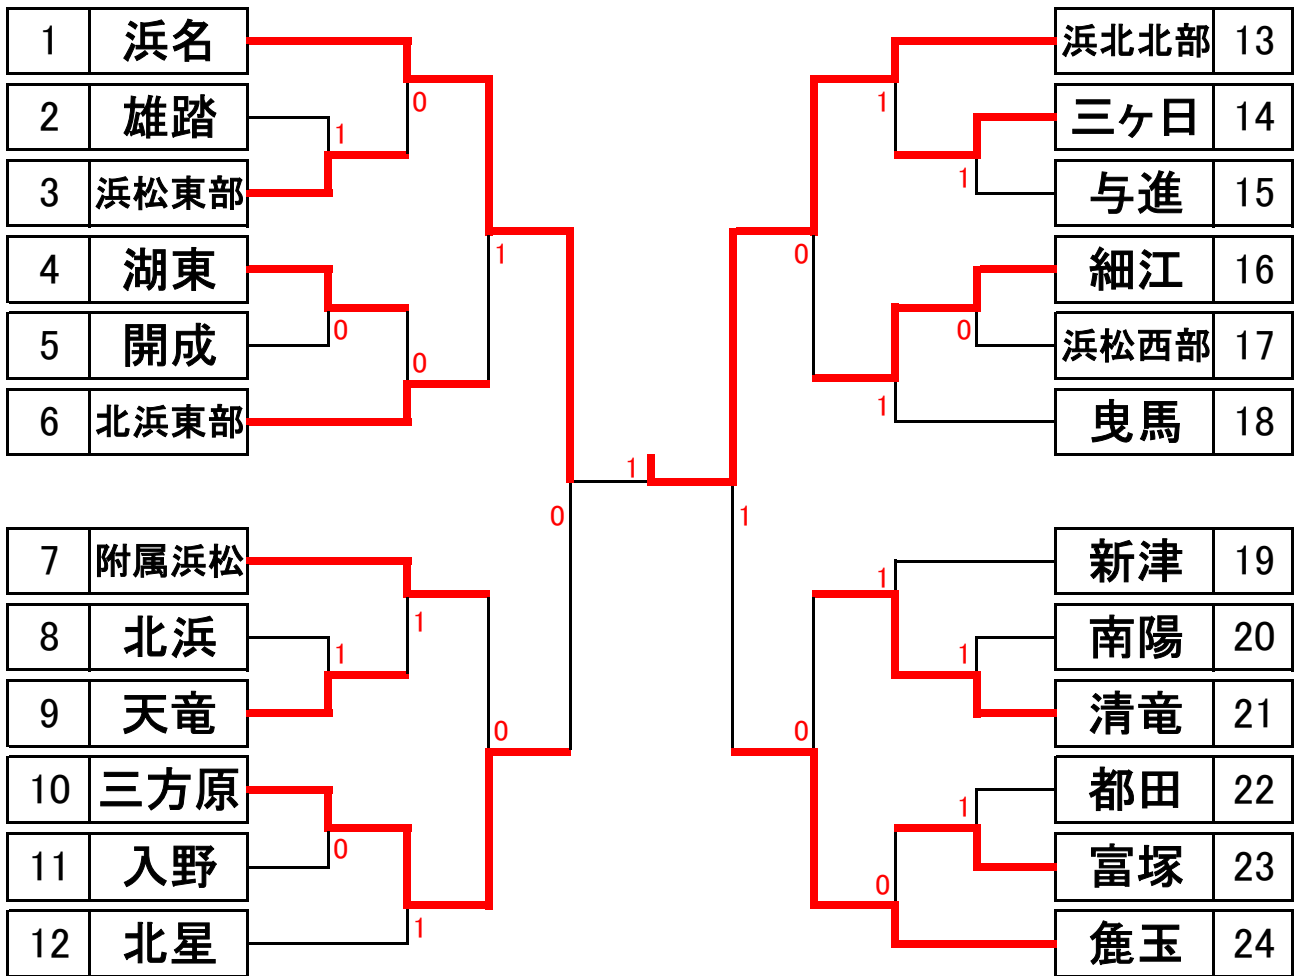 1 浜名
2 雄踏
3 浜松東部
4 湖東
5 開成
6 北浜東部
7 附属浜松
8 北浜
9 天竜
10 三方原
11 入野
12 北星
浜北北部 13
三ヶ日 14
与進 15
細江 16
浜松西部 17
曳馬 18
新津 19
南陽 20
清竜 21
都田 22
富塚 23
麁玉 24
0
1
1
0
0
1
0
1
1
0
0
1
1
1
0
0
1
1
1
1
0
1
0